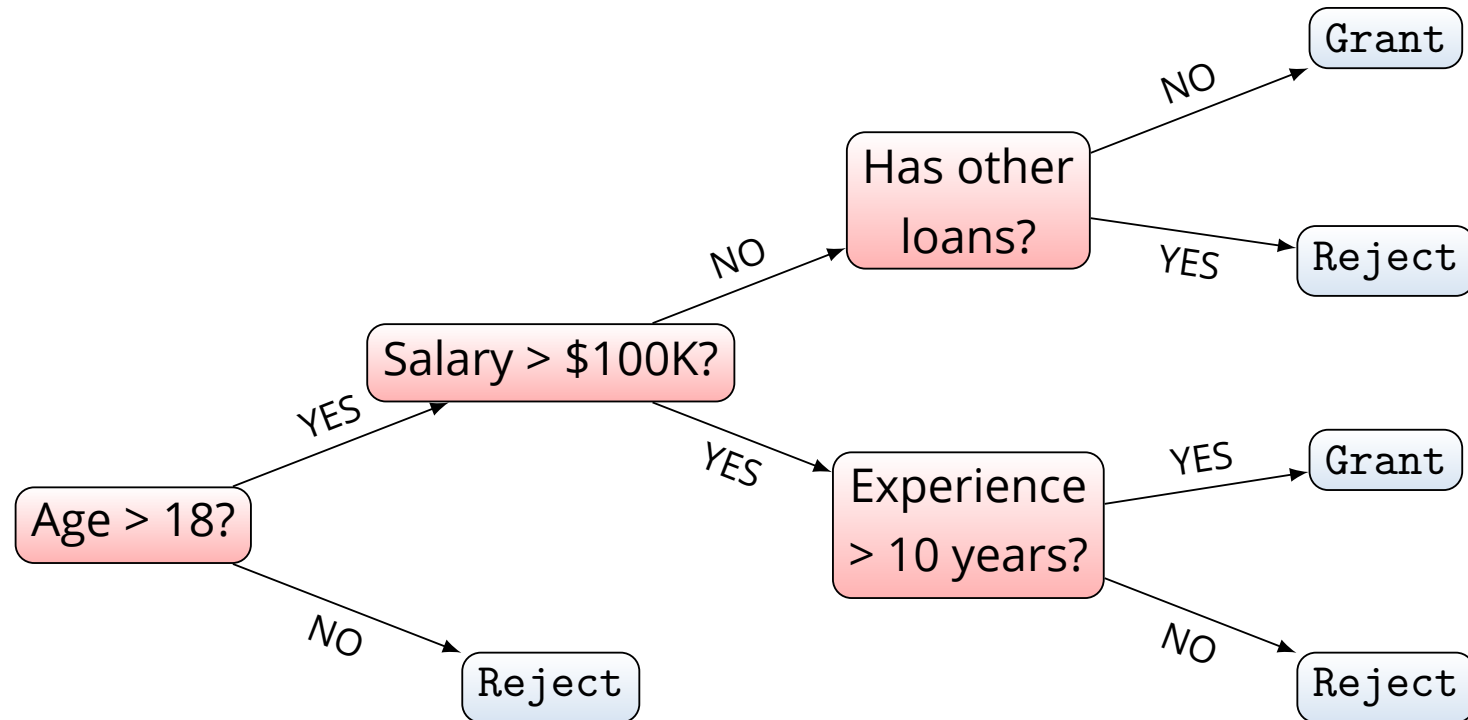 Grant
NO
Has other
loans?
YES
Reject
NO
Salary > $100K?
YES
YES
Experience
> 10 years?
YES
Grant
NO
Reject
Age > 18?
NO
Reject